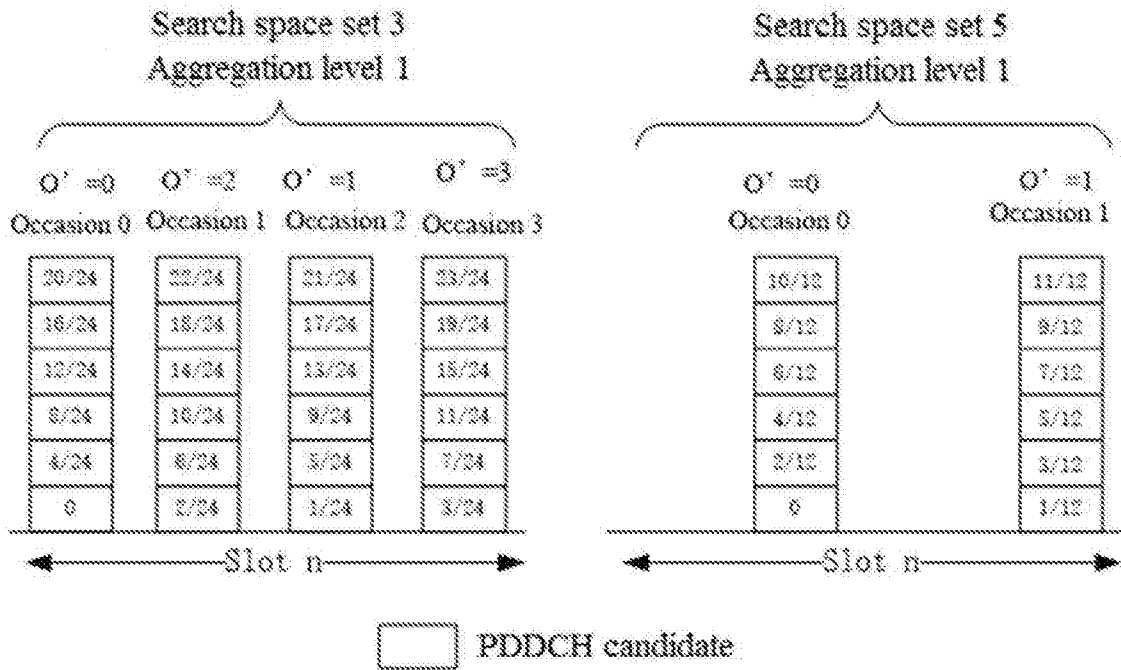 Search space set 3
Aggregation level 1
Search space set 5
Aggregation level 1
O' =0 O' =2 O' =1 O' =3
Occasion 0 Occasion 1 Occasion 2 Occasion 3
O' =0 O' =1
Occasion 0 Occasion 1
20/24 22/24 21/24 23/24 10/12 11/12
16/24 18/24 17/24 19/24 8/12 9/12
12/24 14/24 13/24 15/24 6/12 7/12
8/24 10/24 9/24 11/24 4/12 5/12
4/24 6/24 5/24 7/24 2/12 3/12
0 2/24 1/24 3/24 0 1/12
Slot n Slot n
PDDCH candidate